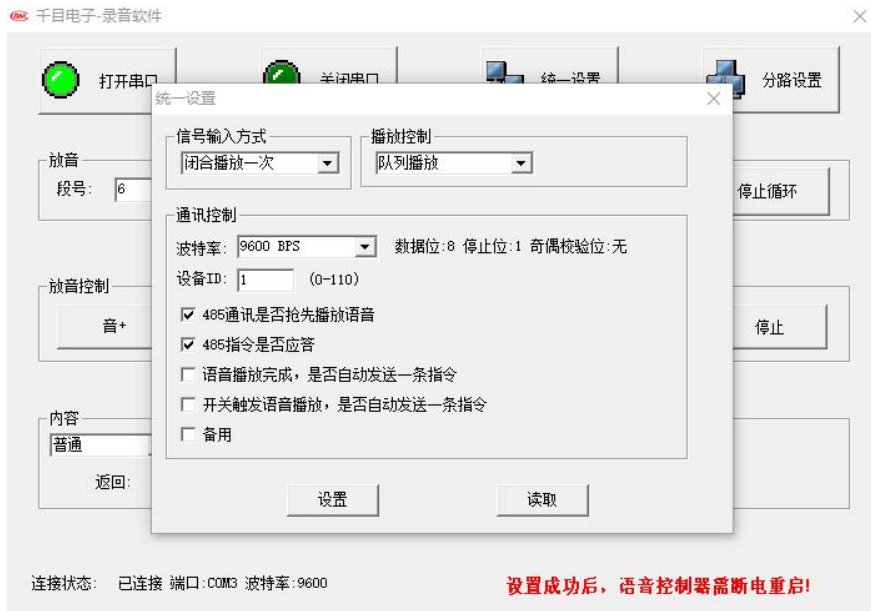 千目电子-录音软件
打开串口
关闭串口
统一设置
分路设置
统一设置
信号输入方式
闭合播放一次
播放控制
队列播放
放音
段号: 6
停止循环
通讯控制
波特率: 9600 BPS 数据位:8 停止位:1 奇偶校验位:无
设备ID: 1 (0-110)
485通讯是否抢先播放语音
485指令是否应答
语音播放完成，是否自动发送一条指令
开关触发语音播放，是否自动发送一条指令
备用
放音控制
音+
停止
内容
普通
返回:
设置
读取
连接状态: 已连接 端口:COM3 波特率:9600
设置成功后，语音控制器需断电重启!